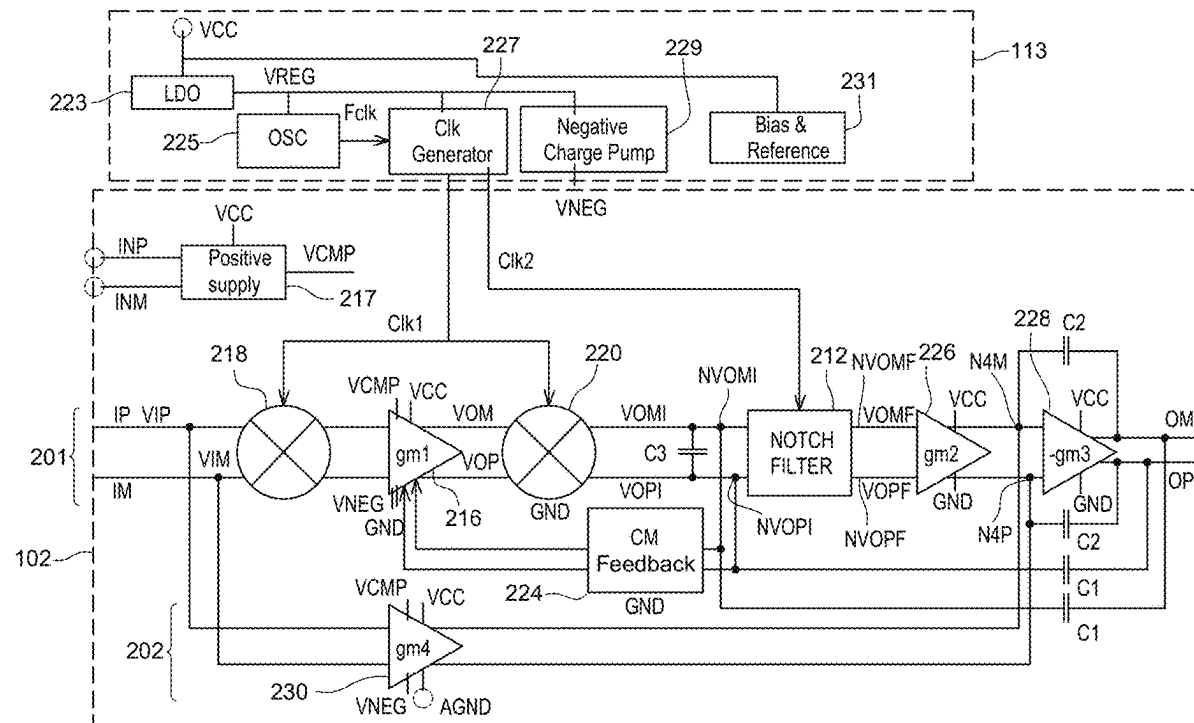 VCC
227
229
113
VREG
231
223
LDO
Fclk
225
OSC
Clk
Generator
Negative
Charge Pump
Bias &
Reference
VNEG
VCC
INP
Positive
supply
VCMP
Clk2
INM
217
Clk1
C2
228
218
220
212
226
N4M
VCMP
VCC
NVOMI
NVOMF
VCC
VCC
IP
VIP
VOM
VOMI
VOMF
OM
201
gm1
C3
NOTCH
FILTER
gm2
-gm3
VIM
VOP
IM
VOPI
VOPF
OP
VNEG
GND
216
GND
GND
GND
NVOPI
NVOPF
N4P
102
CM
Feedback
C2
224
GND
C1
VCMP
VCC
C1
202
gm4
230
VNEG
AGND